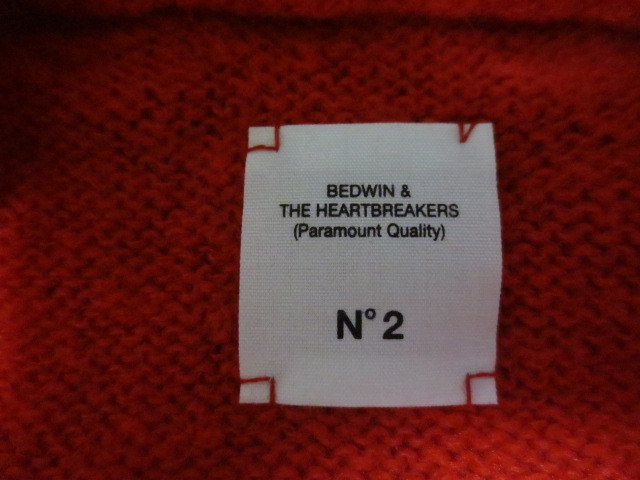 BEDWIN &
THE HEARTBREAKERS
(Paramount Quality)
N° 2